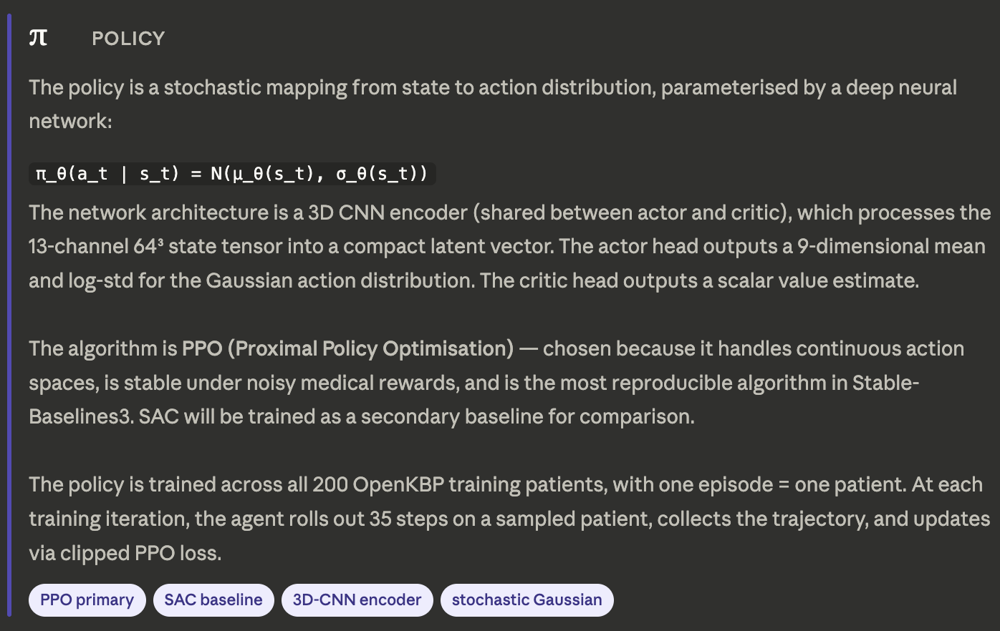 π POLICY
The policy is a stochastic mapping from state to action distribution, parameterised by a deep neural
network:
π_θ(a_t | s_t) = N(μ_θ(s_t), σ_θ(s_t))
The network architecture is a 3D CNN encoder (shared between actor and critic), which processes the
13-channel 64³ state tensor into a compact latent vector. The actor head outputs a 9-dimensional mean
and log-std for the Gaussian action distribution. The critic head outputs a scalar value estimate.
The algorithm is PPO (Proximal Policy Optimisation) — chosen because it handles continuous action
spaces, is stable under noisy medical rewards, and is the most reproducible algorithm in Stable-
Baselines3. SAC will be trained as a secondary baseline for comparison.
The policy is trained across all 200 OpenKBP training patients, with one episode = one patient. At each
training iteration, the agent rolls out 35 steps on a sampled patient, collects the trajectory, and updates
via clipped PPO loss.
PPO primary SAC baseline 3D-CNN encoder stochastic Gaussian